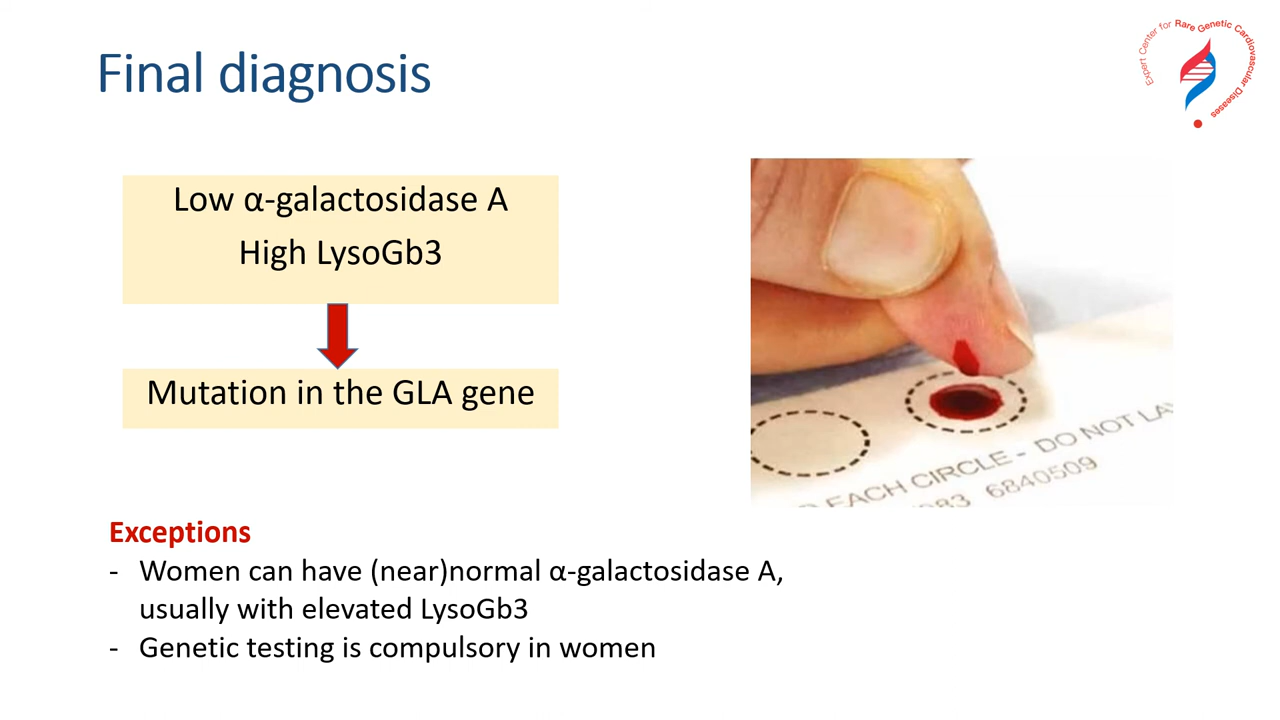 Final diagnosis
Expert Center for Rare Genetic Cardiovascular Diseases
Low α-galactosidase A
High LysoGb3
Mutation in the GLA gene
EACH CIRCLE - DO NOT
6840509
Exceptions
- Women can have (near)normal α-galactosidase A,
usually with elevated LysoGb3
- Genetic testing is compulsory in women